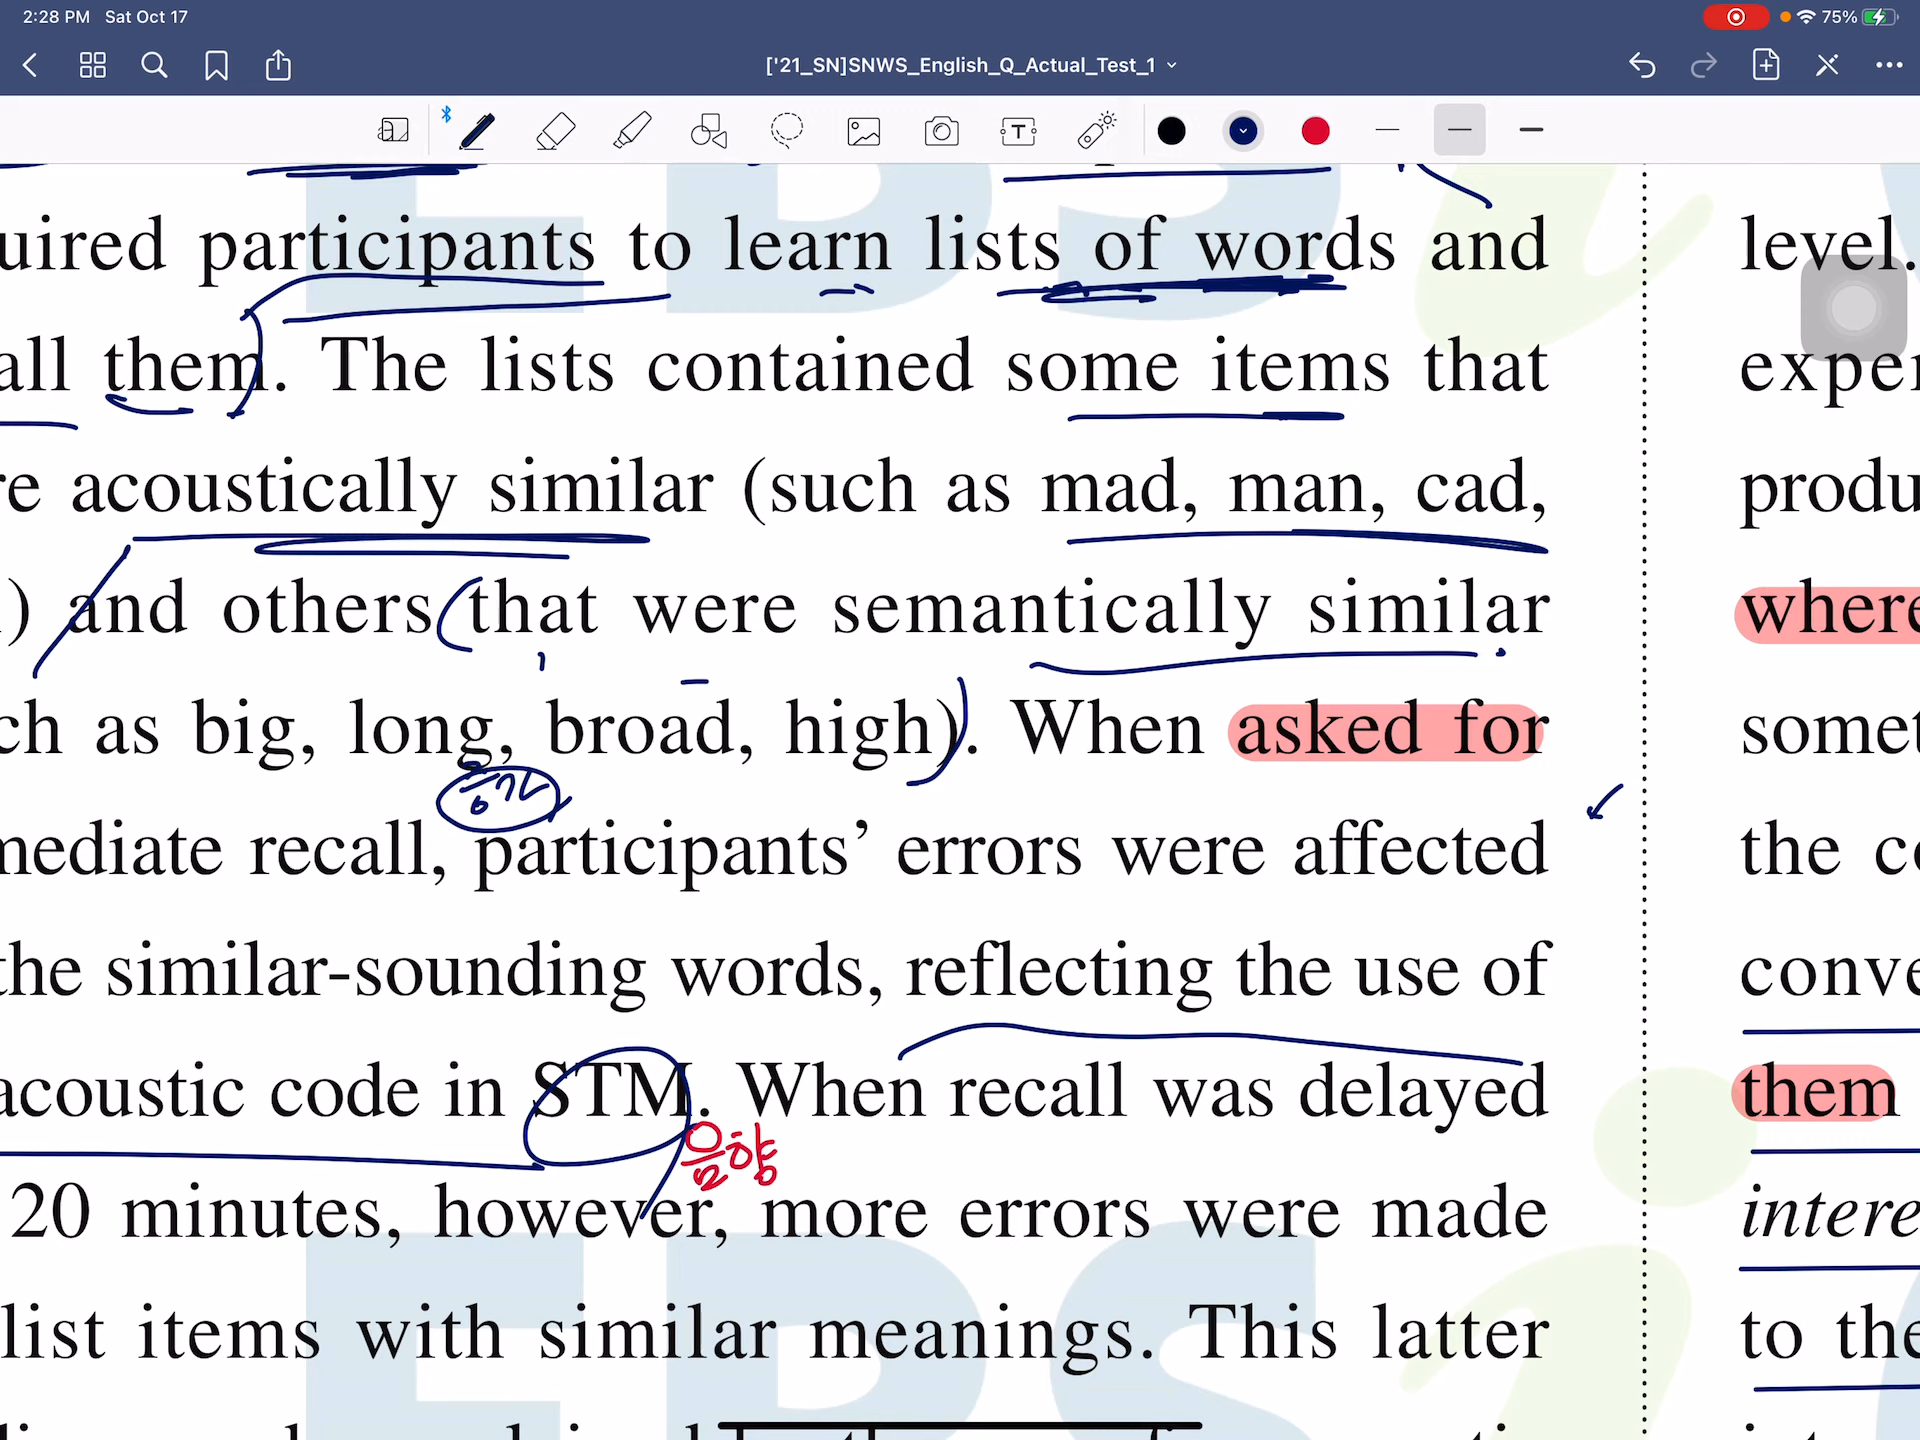 2:28 PM Sat Oct 17
75%
['21_SN]SNWS_English_Q_Actual_Test_1
T
uired participants to learn lists of words and
all them. The lists contained some items that
re acoustically similar (such as mad, man, cad,
) and others (that were semantically similar
ch as big, long, broad, high)). When asked for
mediate recall, participants’ errors were affected
the similar-sounding words, reflecting the use of
acoustic code in STM. When recall was delayed
음향
20 minutes, however, more errors were made
list items with similar meanings. This latter
level.
exper
produ
where
somet
the co
conve
them
intere
to the
EBSi
EBSi